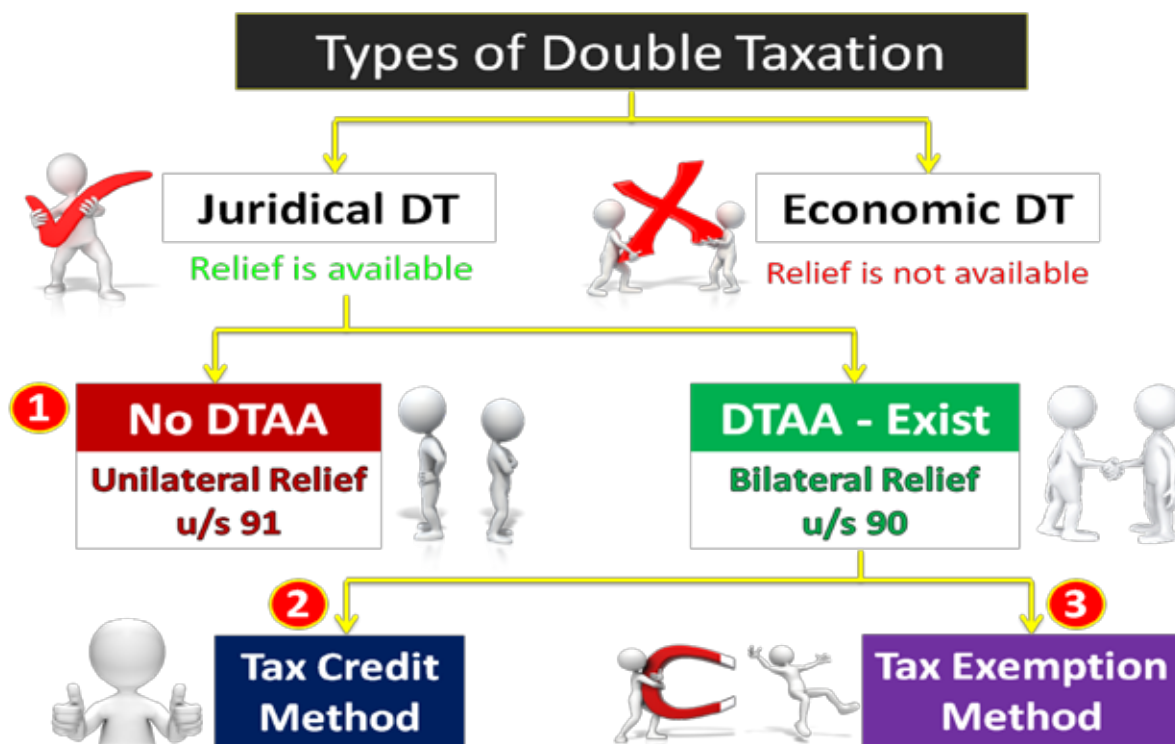 Types of Double Taxation
Juridical DT
Relief is available
Economic DT
Relief is not available
1
No DTAA
Unilateral Relief
u/s 91
DTAA - Exist
Bilateral Relief
u/s 90
2
Tax Credit
Method
3
Tax Exemption
Method